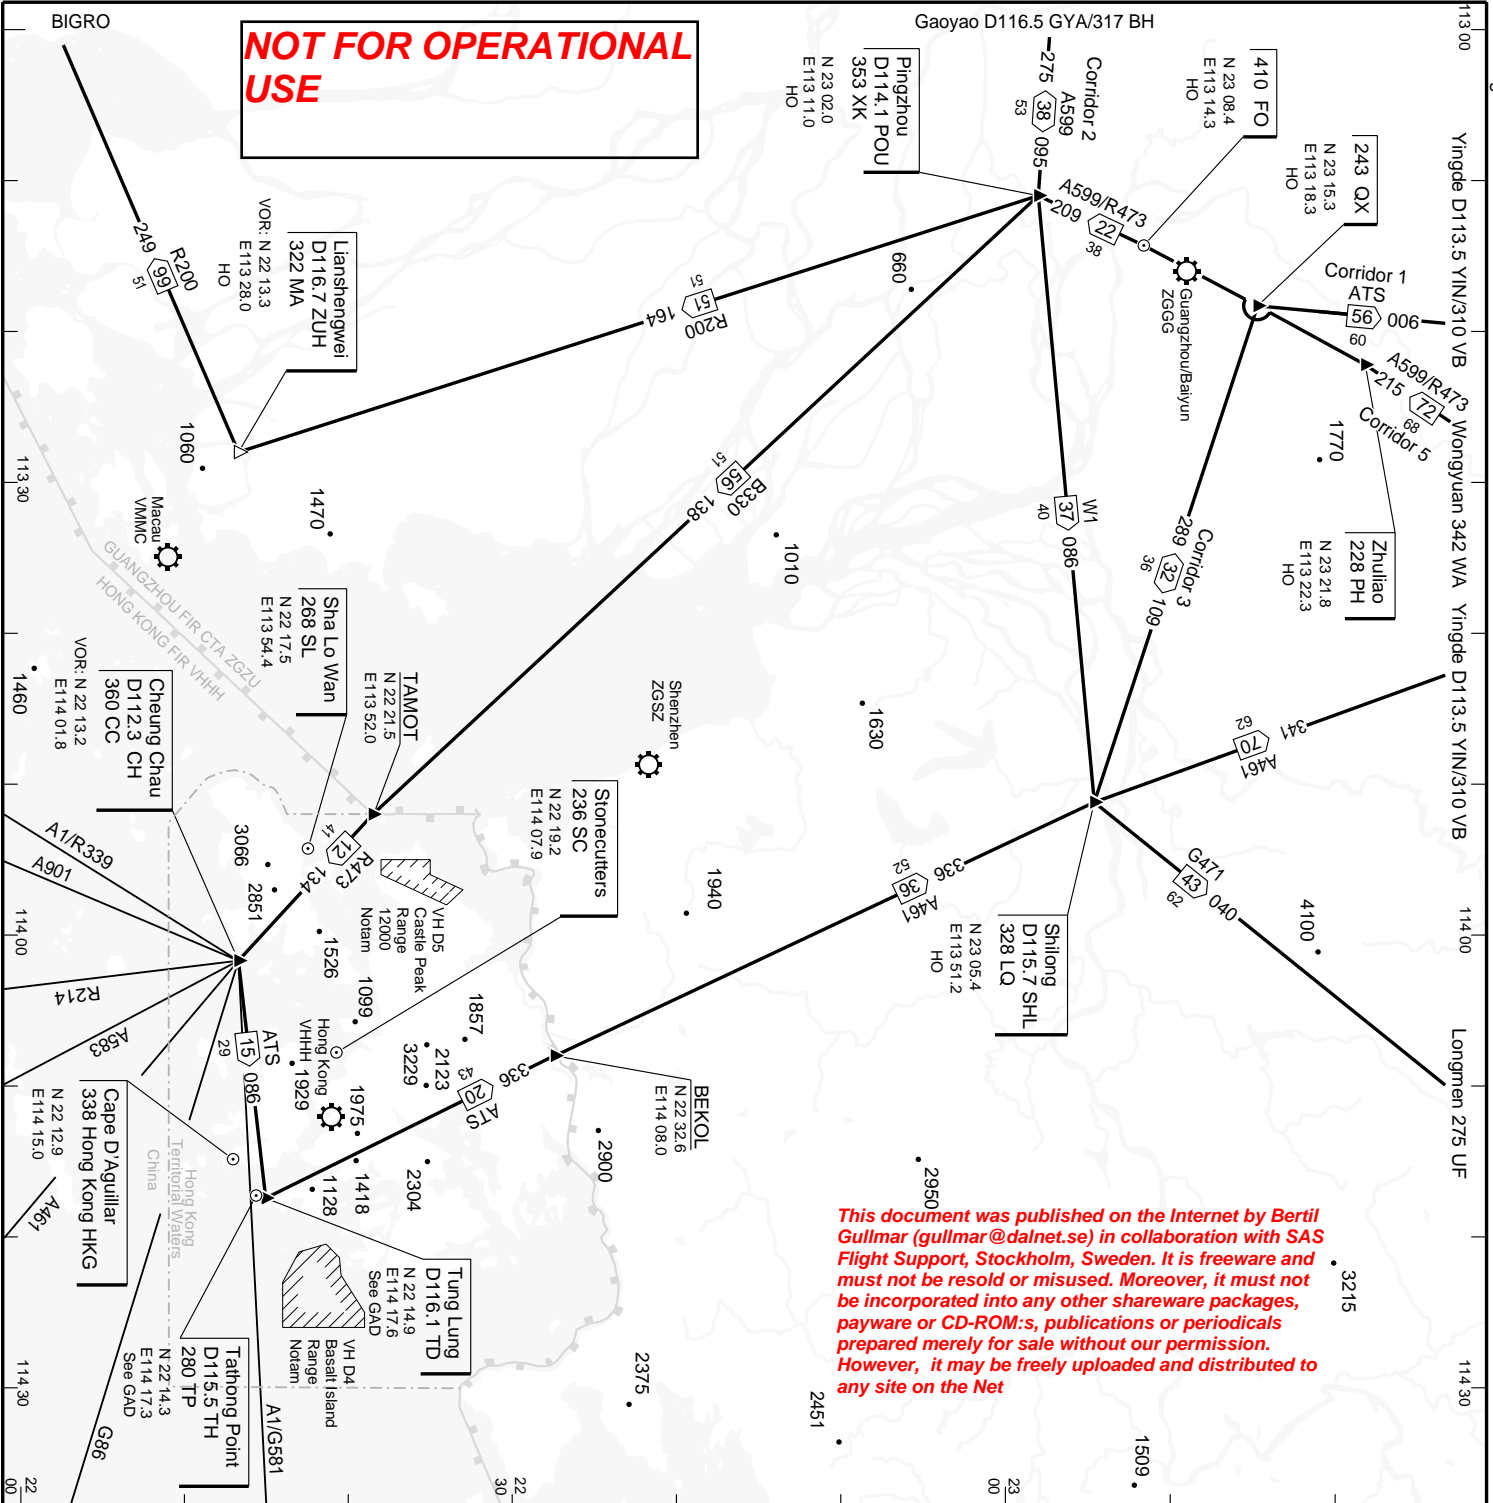 BIGRO
NOT FOR OPERATIONAL
USE
Gaoyao D116.5 GYA/317 BH
113 00
Yingde D113.5 YIN/310 VB
Wongyuan 342 WA
Yingde D113.5 YIN/310 VB
Longmen 275 UF
Corridor 2
A599
275
38
53
095
Pingzhou
D114.1 POU
353 XK
N 23 02.0
E113 11.0
HO
410 FO
N 23 08.4
E113 14.3
HO
243 QX
N 23 15.3
E113 18.3
HO
A599/R473
209
22
38
Guangzhou/Baiyun
ZGGG
Corridor 1
ATS
56
60
006
A599/R473
215
72
68
Corridor 5
1770
Zhuliao
228 PH
N 23 21.8
E113 22.3
HO
Lianshengwei
D116.7 ZUH
322 MA
VOR: N 22 13.3
E113 28.0
HO
249
R200
99
51
R200
51
51
164
660
B330
56
51
138
W1
37
40
086
Corridor 3
289
32
36
109
1060
113 30
1470
1010
Macau
VMMC
GUANGZHOU FIR CTA ZGZU
HONG KONG FIR VHHH
Sha Lo Wan
268 SL
N 22 17.5
E113 54.4
TAMOT
N 22 21.5
E113 52.0
Shenzhen
ZGSZ
1630
341
70
62
A461
1460
Cheung Chau
D112.3 CH
360 CC
VOR: N 22 13.2
E114 01.8
Stonecutters
236 SC
N 22 19.2
E114 07.9
R473
12
41
134
3066
2851
1526
1099
A1/R339
A901
R214
A583
VH D5
Castle Peak
Range
12000
Notam
1940
336
36
52
A461
G471
43
62
040
4100
114 00
Shilong
D115.7 SHL
328 LQ
N 23 05.4
E113 51.2
HO
1857
2123
3229
Hong Kong
VHHH
1929
1975
ATS
15
29
086
336
20
43
ATS
BEKOL
N 22 32.6
E114 08.0
2900
2950
Cape D'Aguillar
338 Hong Kong HKG
N 22 12.9
E114 15.0
Hong Kong
Territorial Waters
China
A461
1128
1418
2304
Tung Lung
D116.1 TD
N 22 14.9
E114 17.6
See GAD
VH D4
Basalt Island
Range
Notam
Tathong Point
D115.5 TH
280 TP
N 22 14.3
E114 17.3
See GAD
A1/G581
G86
This document was published on the Internet by Bertil
Gullmar (gullmar@dalnet.se) in collaboration with SAS
Flight Support, Stockholm, Sweden. It is freeware and
must not be resold or misused. Moreover, it must not
be incorporated into any other shareware packages,
payware or CD-ROM:s, publications or periodicals
prepared merely for sale without our permission.
However, it may be freely uploaded and distributed to
any site on the Net
3215
2375
2451
1509
114 30
114 30
113 30
114 00
22
00
22
30
23
00